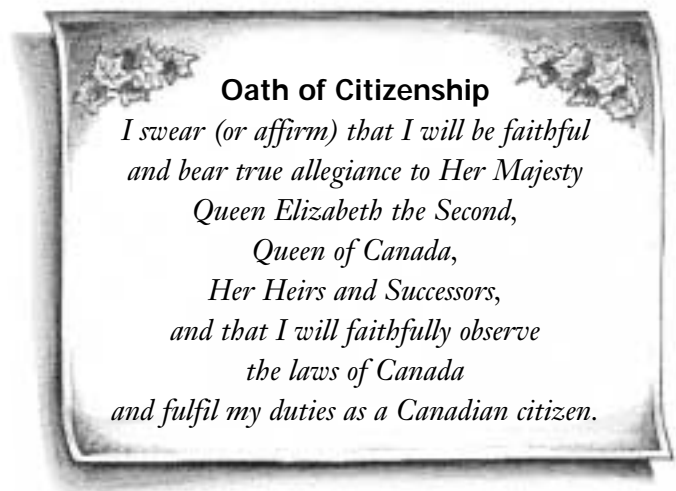 Oath of Citizenship
I swear (or affirm) that I will be faithful
and bear true allegiance to Her Majesty
Queen Elizabeth the Second,
Queen of Canada,
Her Heirs and Successors,
and that I will faithfully observe
the laws of Canada
and fulfil my duties as a Canadian citizen.